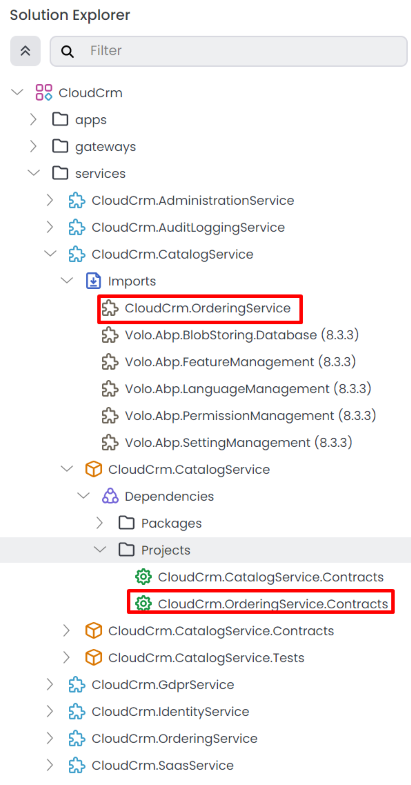 Solution Explorer
Filter
CloudCrm
apps
gateways
services
CloudCrm.AdministrationService
CloudCrm.AuditLoggingService
CloudCrm.CatalogService
Imports
CloudCrm.OrderingService
Volo.Abp.BlobStoring.Database (8.3.3)
Volo.Abp.FeatureManagement (8.3.3)
Volo.Abp.LanguageManagement (8.3.3)
Volo.Abp.PermissionManagement (8.3.3)
Volo.Abp.SettingManagement (8.3.3)
CloudCrm.CatalogService
Dependencies
Packages
Projects
CloudCrm.CatalogService.Contracts
CloudCrm.OrderingService.Contracts
CloudCrm.CatalogService.Contracts
CloudCrm.CatalogService.Tests
CloudCrm.GdprService
CloudCrm.IdentityService
CloudCrm.OrderingService
CloudCrm.SaasService